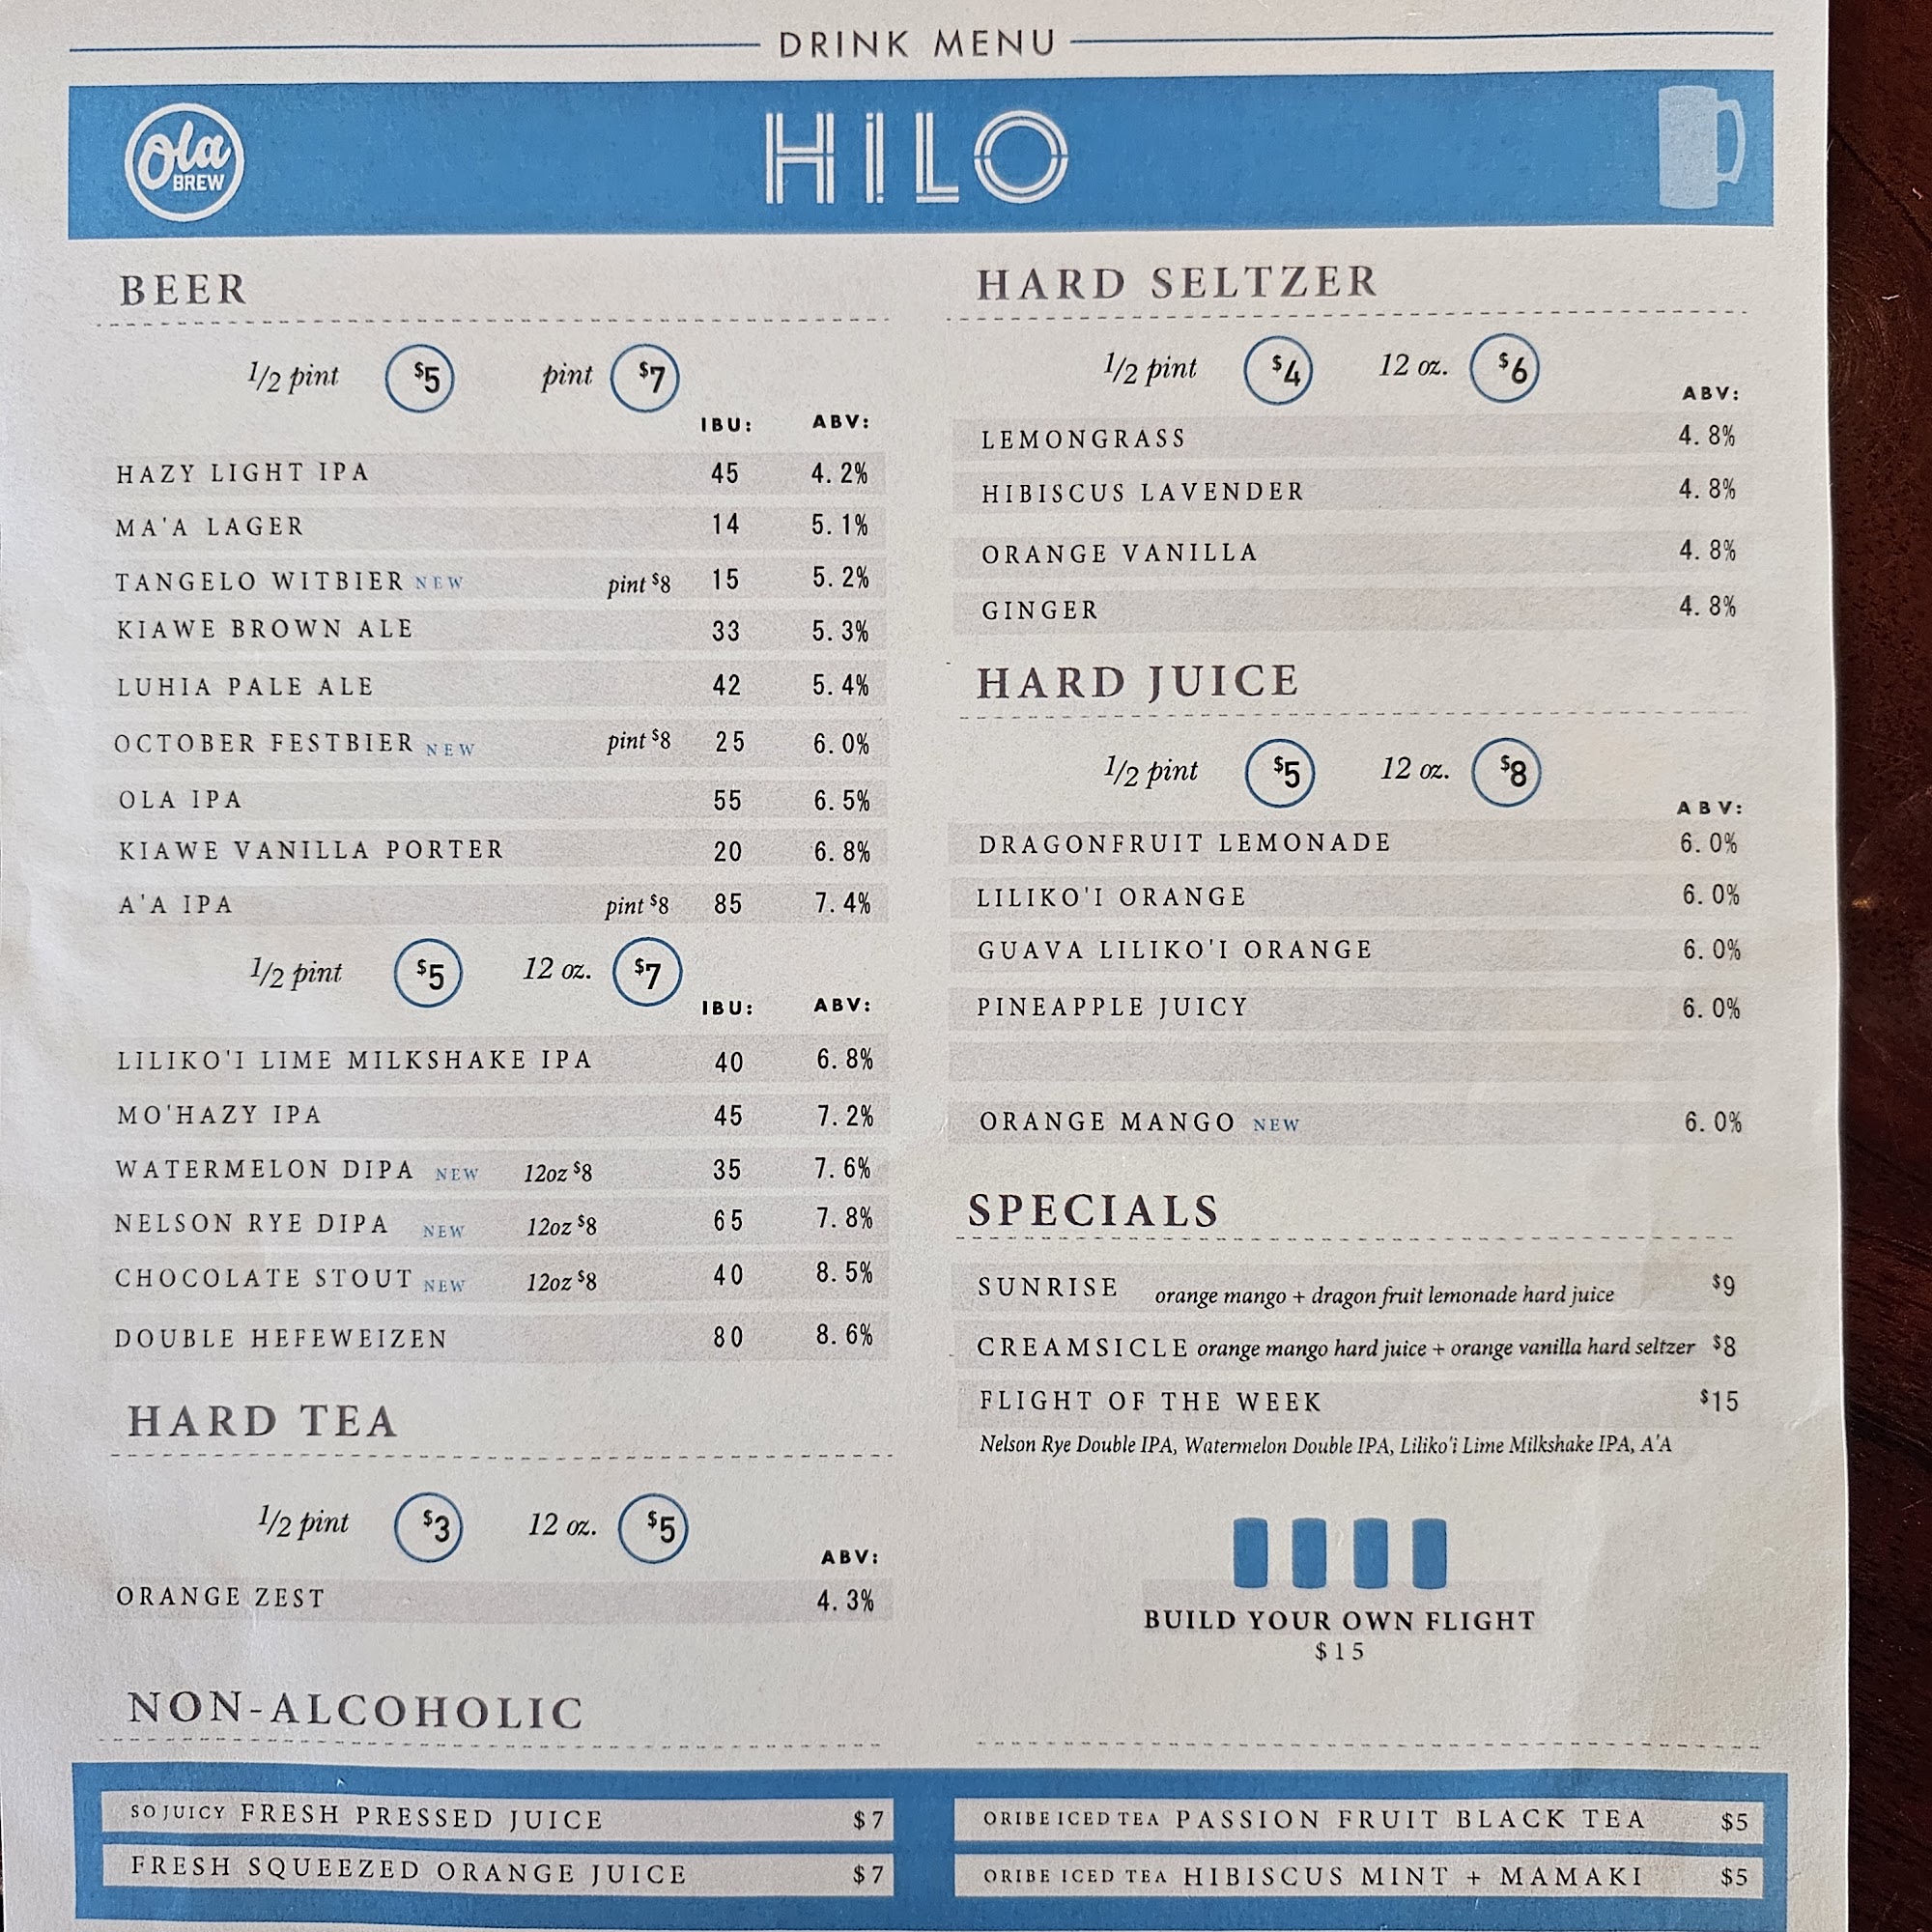 DRINK MENU
Ola BREW
HILO
BEER
1/2 pint $5 pint $7
IBU: ABV:
HAZY LIGHT IPA 45 4.2%
MA'A LAGER 14 5.1%
TANGELO WITBIER NEW pint $8 15 5.2%
KIAWE BROWN ALE 33 5.3%
LUHIA PALE ALE 42 5.4%
OCTOBER FESTBIER NEW pint $8 25 6.0%
OLA IPA 55 6.5%
KIAWE VANILLA PORTER 20 6.8%
A'A IPA pint $8 85 7.4%
1/2 pint $5 12 oz. $7
IBU: ABV:
LILIKO'I LIME MILKSHAKE IPA 40 6.8%
MO'HAZY IPA 45 7.2%
WATERMELON DIPA NEW 12oz $8 35 7.6%
NELSON RYE DIPA NEW 12oz $8 65 7.8%
CHOCOLATE STOUT NEW 12oz $8 40 8.5%
DOUBLE HEFEWEIZEN 80 8.6%
HARD TEA
1/2 pint $3 12 oz. $5
ABV:
ORANGE ZEST 4.3%
HARD SELTZER
1/2 pint $4 12 oz. $6
ABV:
LEMONGRASS 4.8%
HIBISCUS LAVENDER 4.8%
ORANGE VANILLA 4.8%
GINGER 4.8%
HARD JUICE
1/2 pint $5 12 oz. $8
ABV:
DRAGONFRUIT LEMONADE 6.0%
LILIKO'I ORANGE 6.0%
GUAVA LILIKO'I ORANGE 6.0%
PINEAPPLE JUICY 6.0%
ORANGE MANGO NEW 6.0%
SPECIALS
SUNRISE orange mango + dragon fruit lemonade hard juice $9
CREAMSICLE orange mango hard juice + orange vanilla hard seltzer $8
FLIGHT OF THE WEEK $15
Nelson Rye Double IPA, Watermelon Double IPA, Liliko'i Lime Milkshake IPA, A'A
BUILD YOUR OWN FLIGHT
$15
NON-ALCOHOLIC
SO JUICY FRESH PRESSED JUICE $7
FRESH SQUEEZED ORANGE JUICE $7
ORIBE ICED TEA PASSION FRUIT BLACK TEA $5
ORIBE ICED TEA HIBISCUS MINT + MAMAKI $5